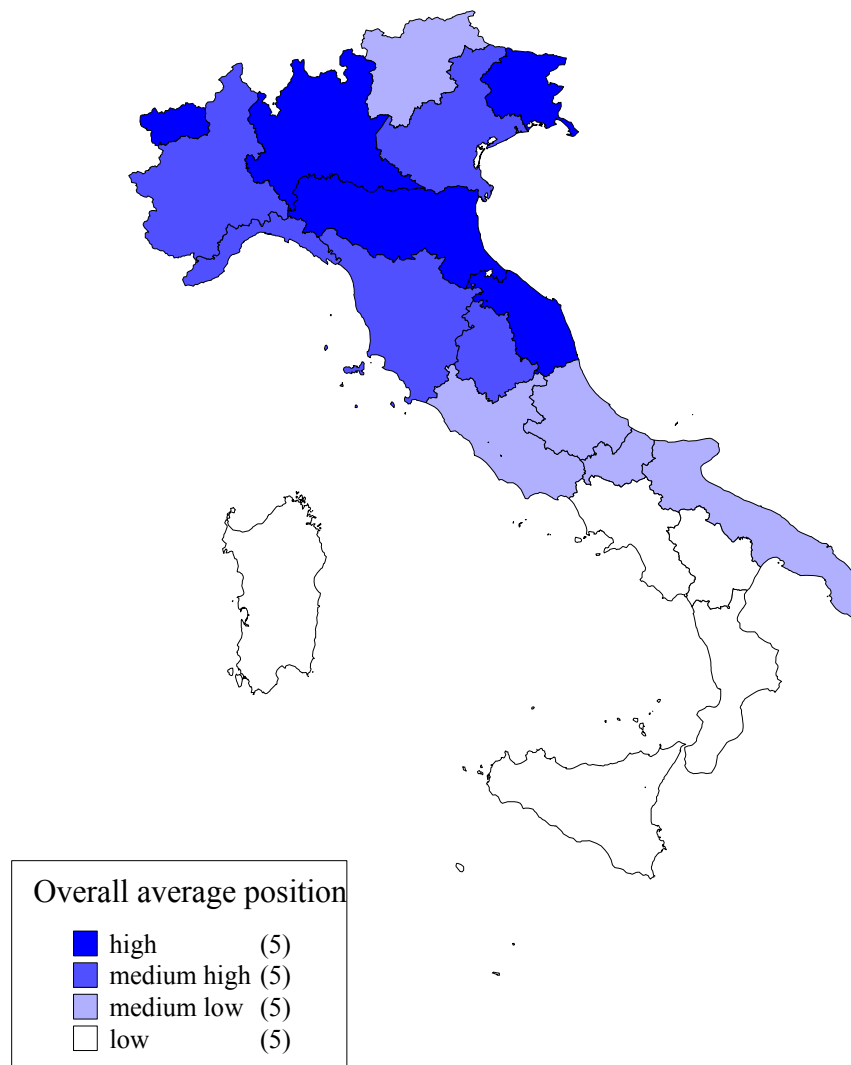 Overall average position
high (5)
medium high (5)
medium low (5)
low (5)